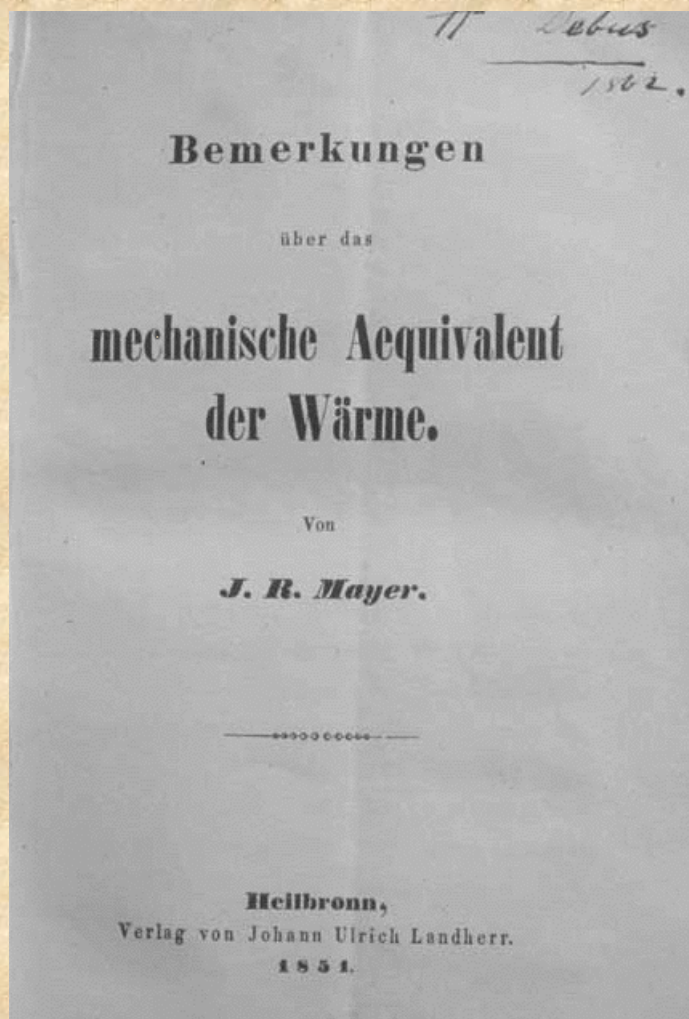 Debus
1862.
Bemerkungen
über das
mechanische Aequivalent
der Wärme.
Von
J. R. Mayer.
Heilbronn,
Verlag von Johann Ulrich Landherr.
1851.